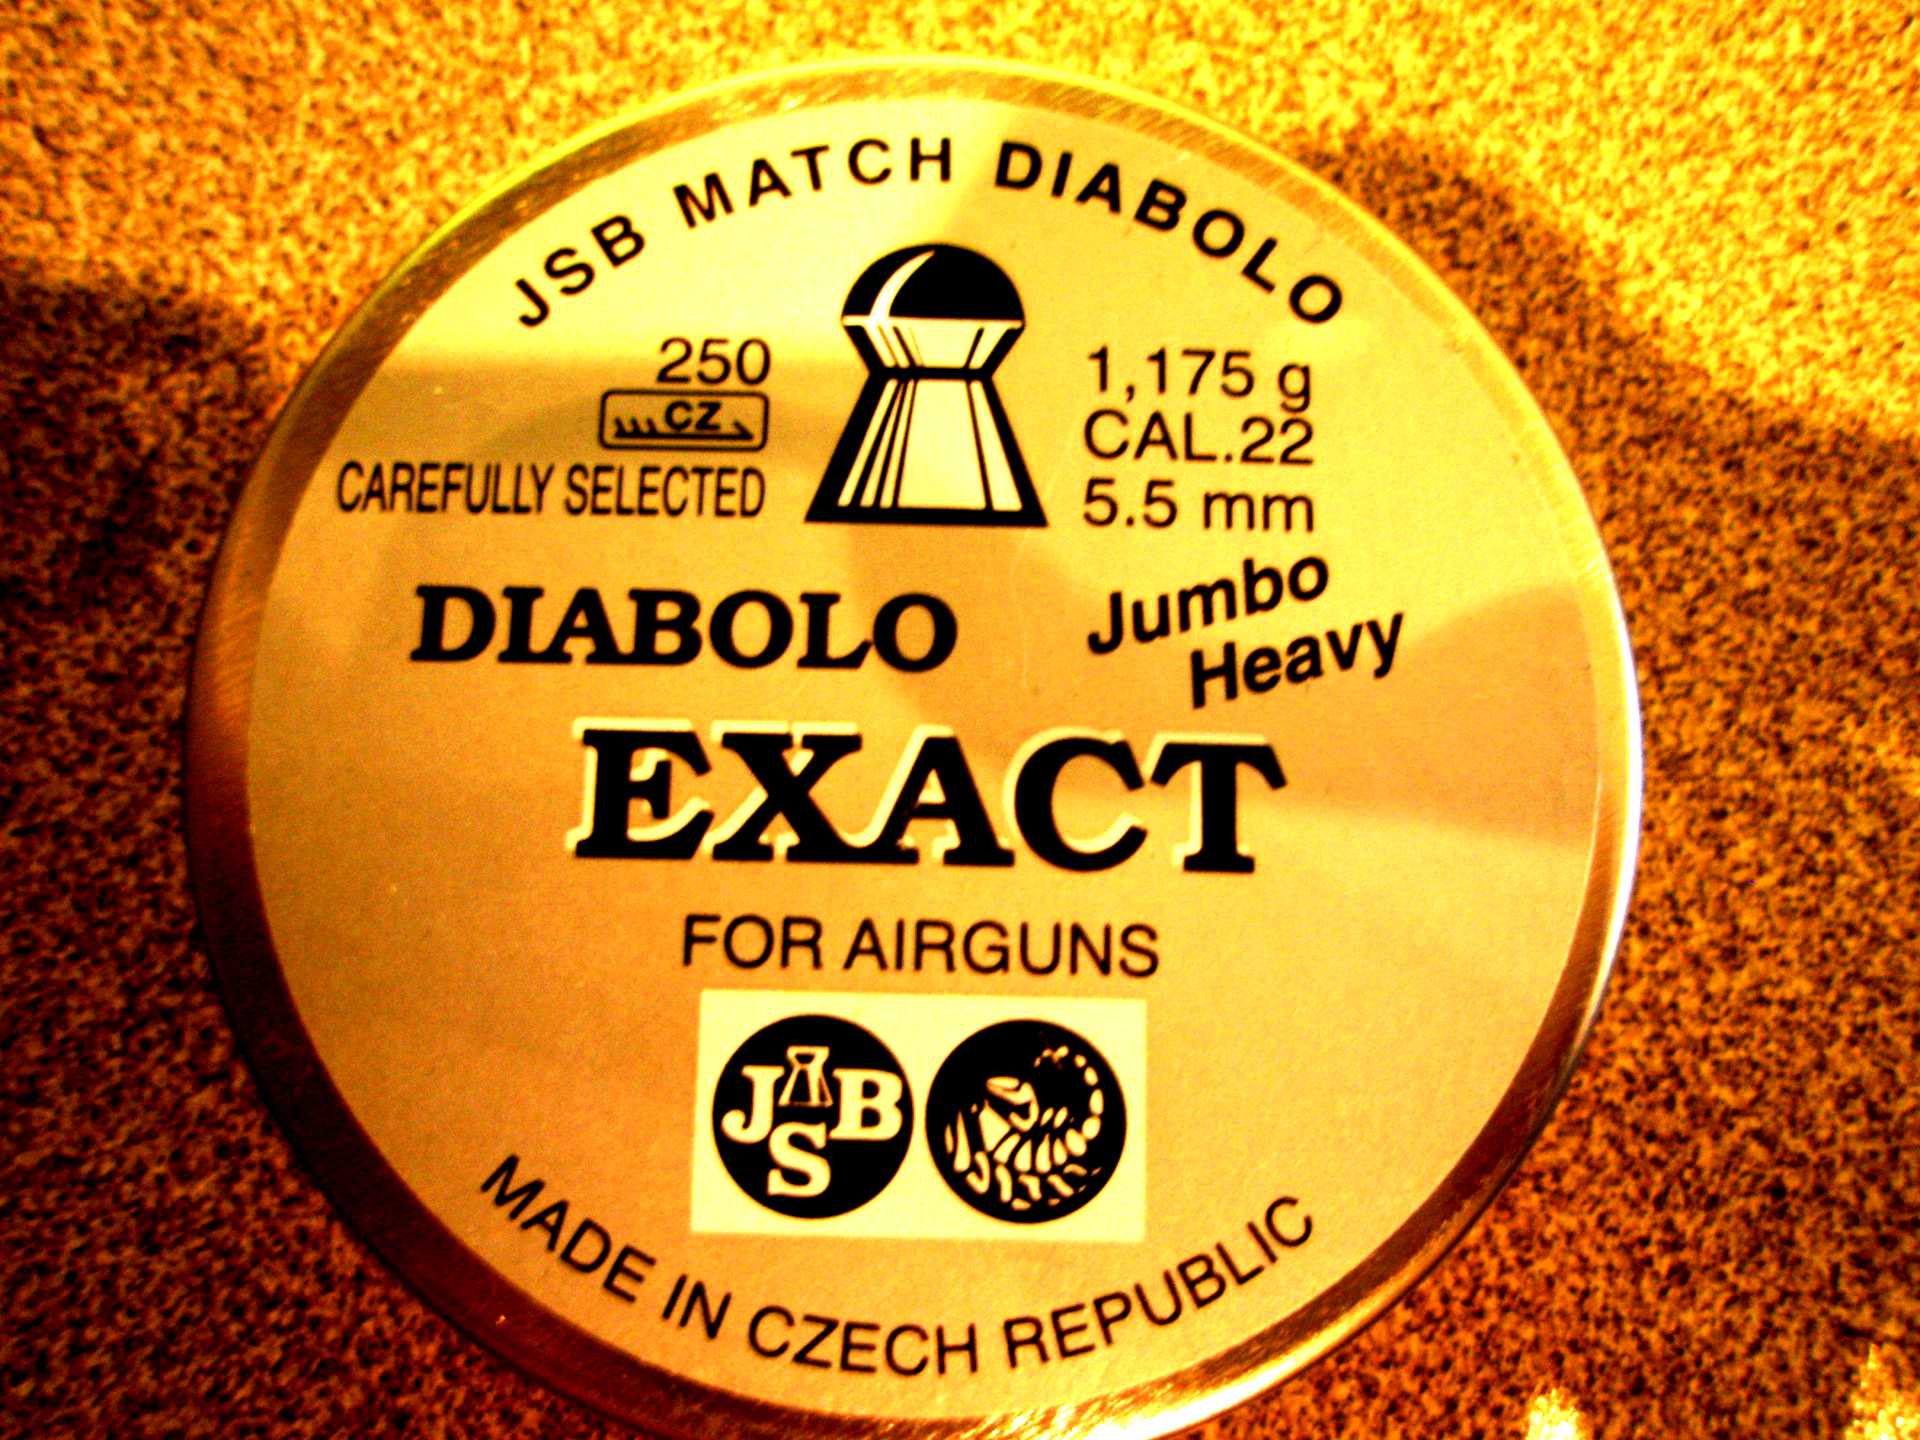 JSB MATCH DIABOLO
250
CZ
CAREFULLY SELECTED
1,175 g
CAL.22
5.5 mm
DIABOLO
Jumbo
Heavy
EXACT
FOR AIRGUNS
JSB
MADE IN CZECH REPUBLIC